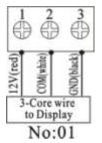 1 2 3
12V(red)
COM(white)
GND(black)
3-Core wire
to Display
No:01